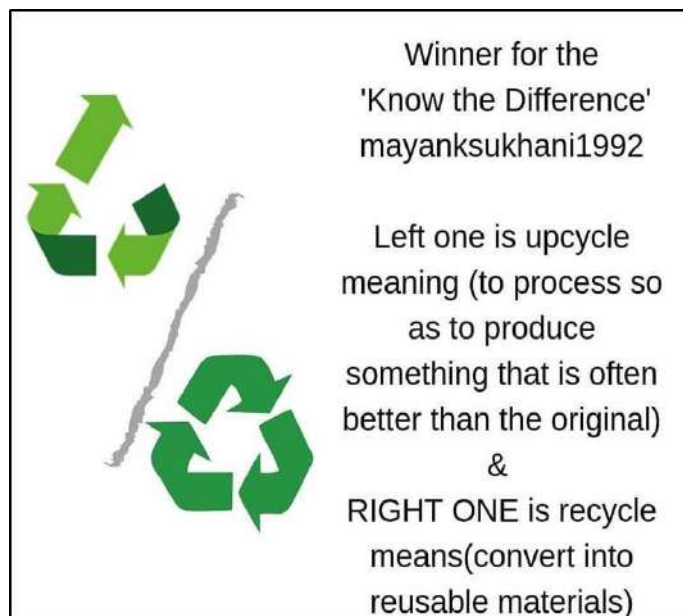 Winner for the
'Know the Difference'
mayanksukhani1992
Left one is upcycle
meaning (to process so
as to produce
something that is often
better than the original)
&
RIGHT ONE is recycle
means(convert into
reusable materials)